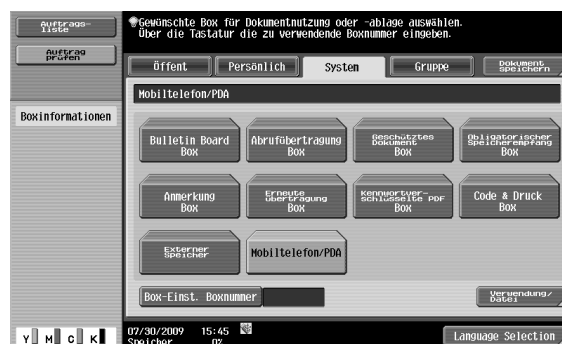 Auftrags-
liste
Auftrag
prüfen
Gewünschte Box für Dokumentnutzung oder -ablage auswählen.
Über die Tastatur die zu verwendende Boxnummer eingeben.
Öffent
Persönlich
System
Gruppe
Dokument
speichern
Mobiltelefon/PDA
Boxinformationen
Bulletin Board
Box
Abrufübertragung
Box
Geschütztes
Dokument
Box
Obligatorischer
Speicherempfang
Box
Anmerkung
Box
Erneute
Übertragung
Box
Kennwortver-
schlüsselte PDF
Box
Code & Druck
Box
Externer
Speicher
Mobiltelefon/PDA
Box-Einst. Boxnummer
Verwendung/
Datei
Y M C K
07/30/2009 15:45
Speicher 0%
Language Selection